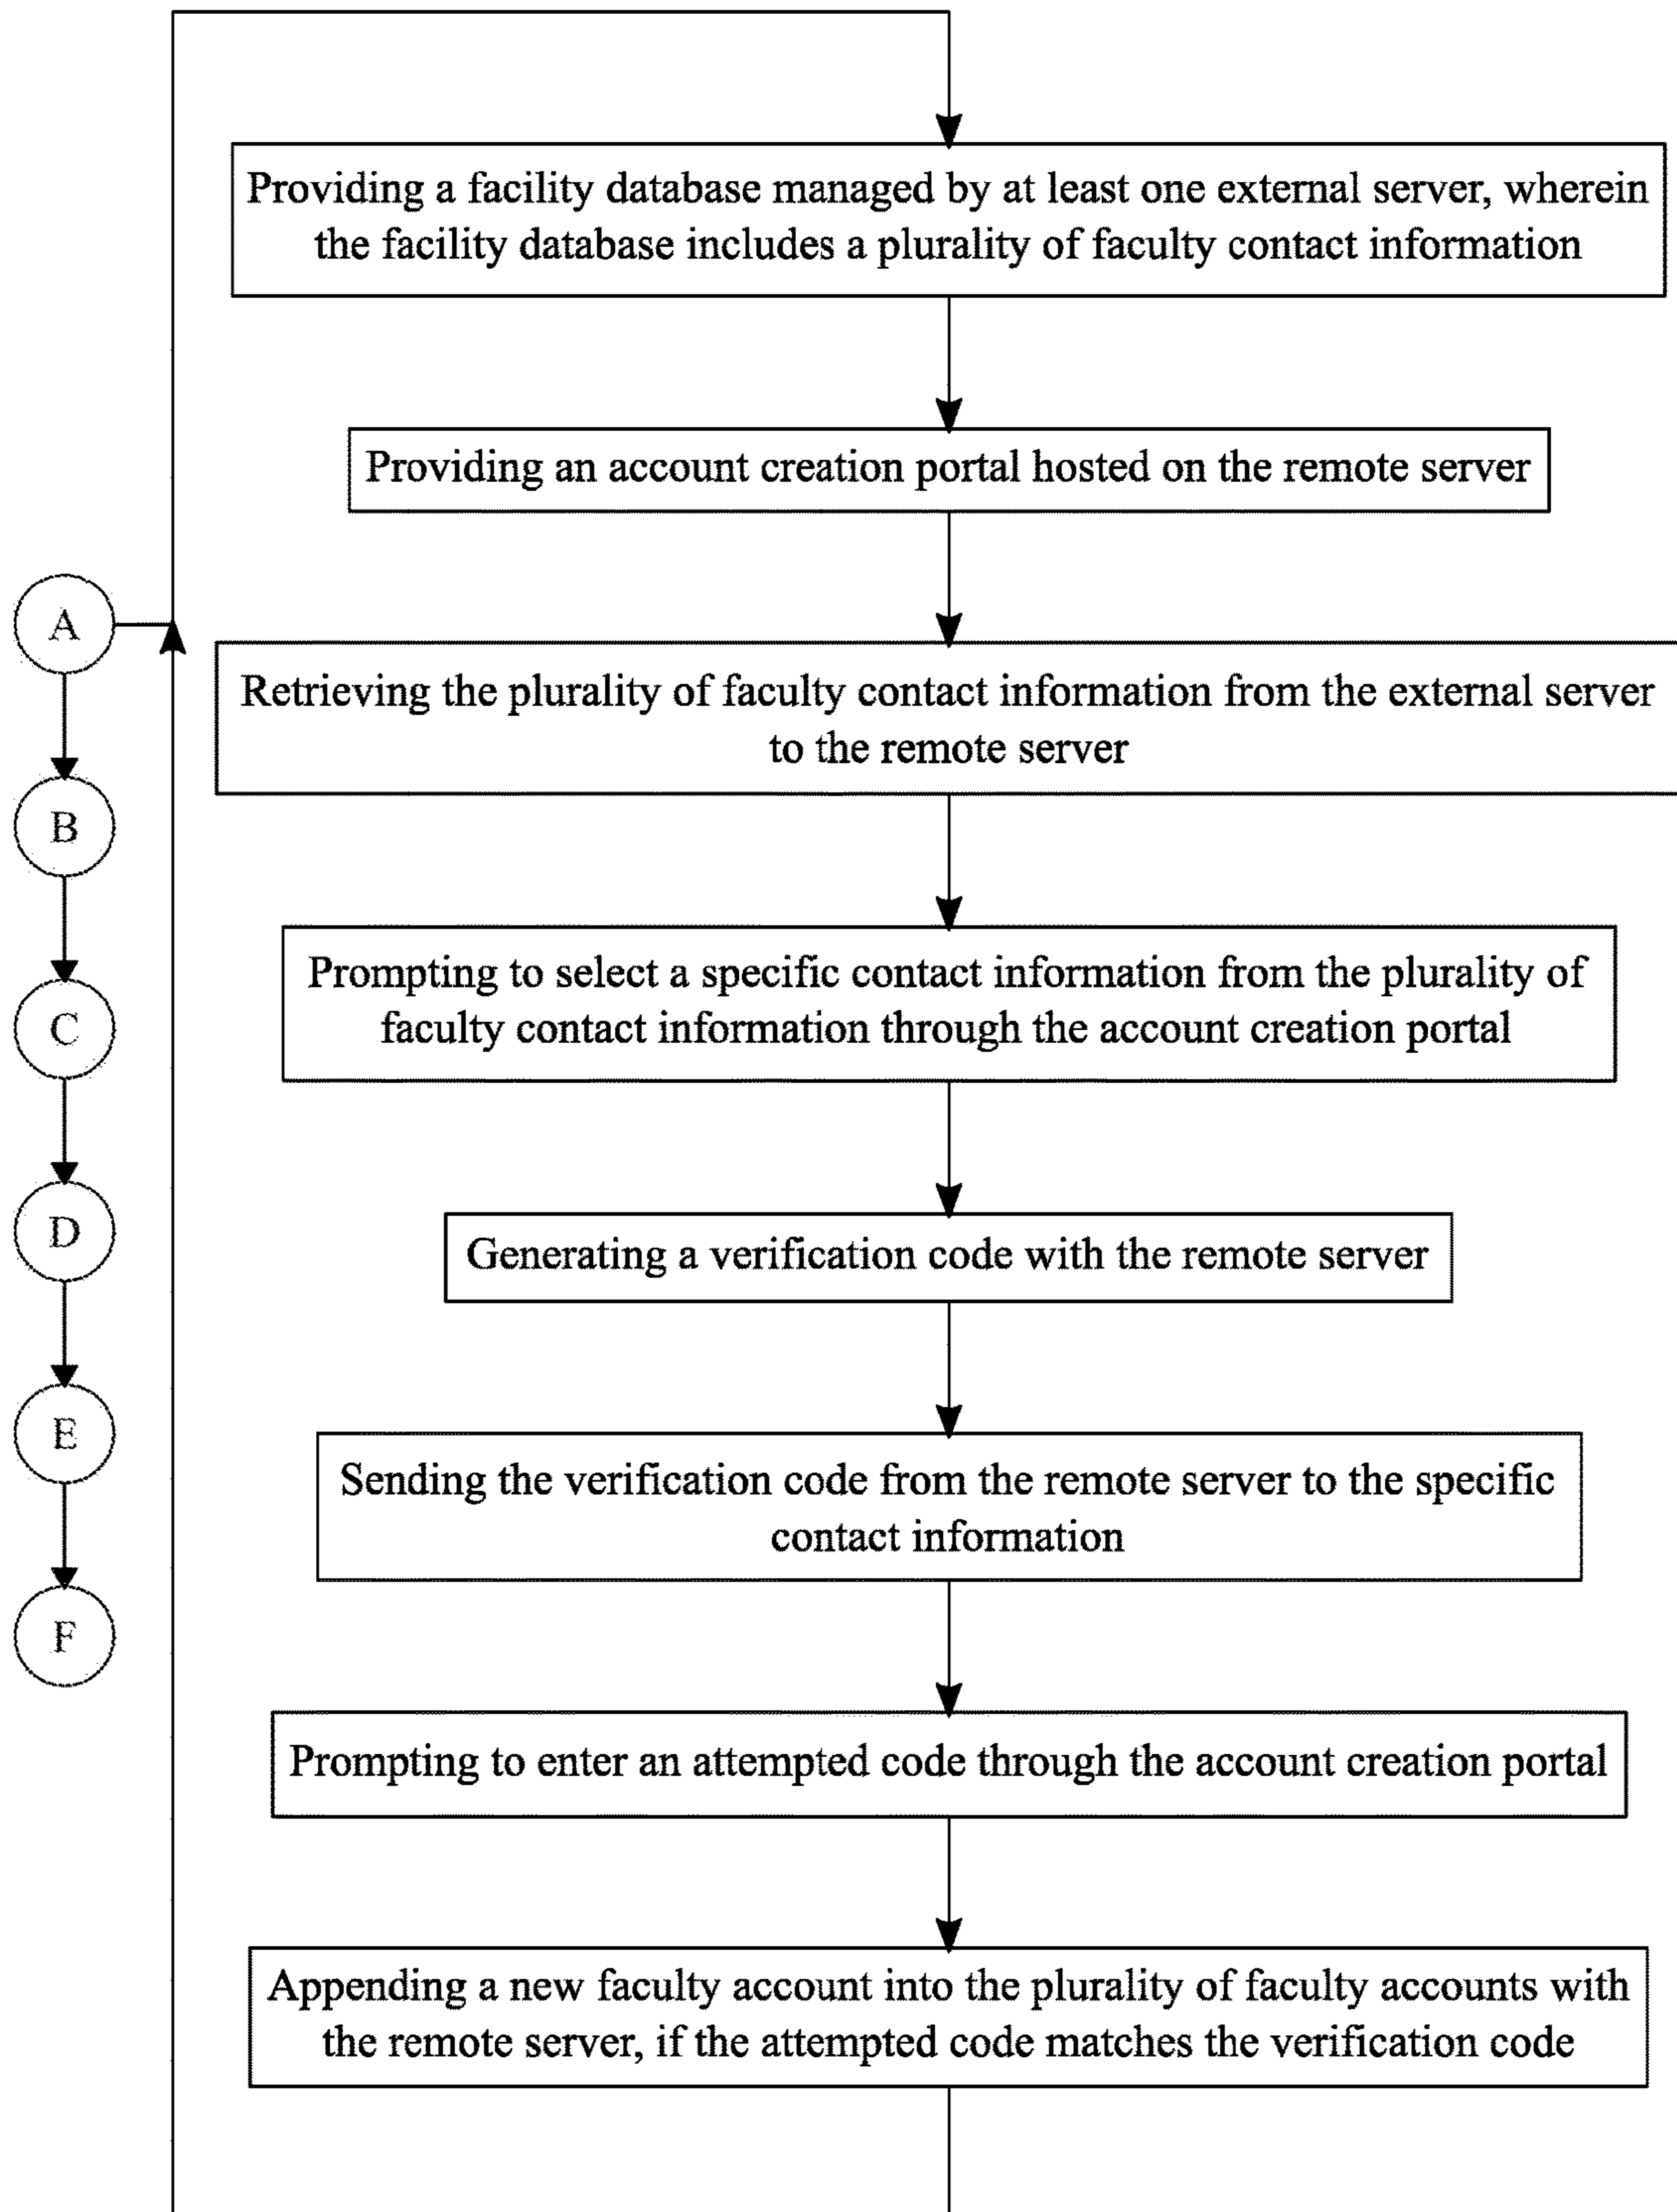 Providing a facility database managed by at least one external server, wherein
the facility database includes a plurality of faculty contact information
Providing an account creation portal hosted on the remote server
A
Retrieving the plurality of faculty contact information from the external server
to the remote server
B
Prompting to select a specific contact information from the plurality of
faculty contact information through the account creation portal
C
D
Generating a verification code with the remote server
E
Sending the verification code from the remote server to the specific
contact information
F
Prompting to enter an attempted code through the account creation portal
Appending a new faculty account into the plurality of faculty accounts with
the remote server, if the attempted code matches the verification code